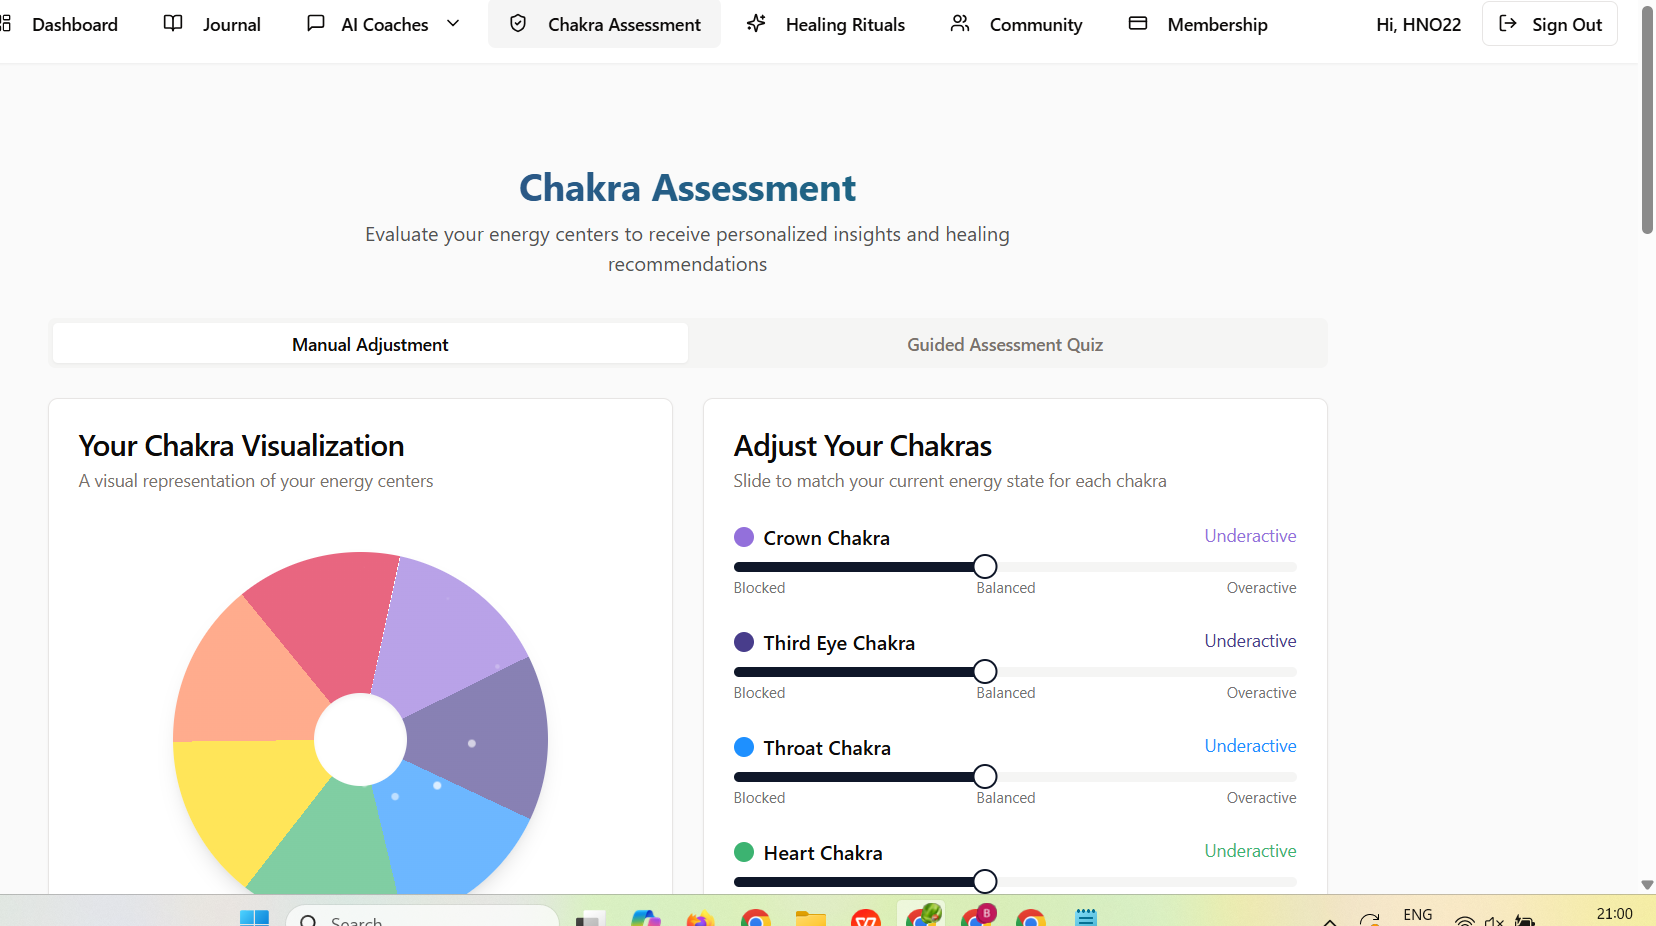 Dashboard Journal AI Coaches Chakra Assessment Healing Rituals Community Membership Hi, HNO22 Sign Out
Chakra Assessment
Evaluate your energy centers to receive personalized insights and healing
recommendations
Manual Adjustment Guided Assessment Quiz
Your Chakra Visualization
A visual representation of your energy centers
Adjust Your Chakras
Slide to match your current energy state for each chakra
Crown Chakra Underactive
Blocked Balanced Overactive
Third Eye Chakra Underactive
Blocked Balanced Overactive
Throat Chakra Underactive
Blocked Balanced Overactive
Heart Chakra Underactive
Search B ENG 21:00